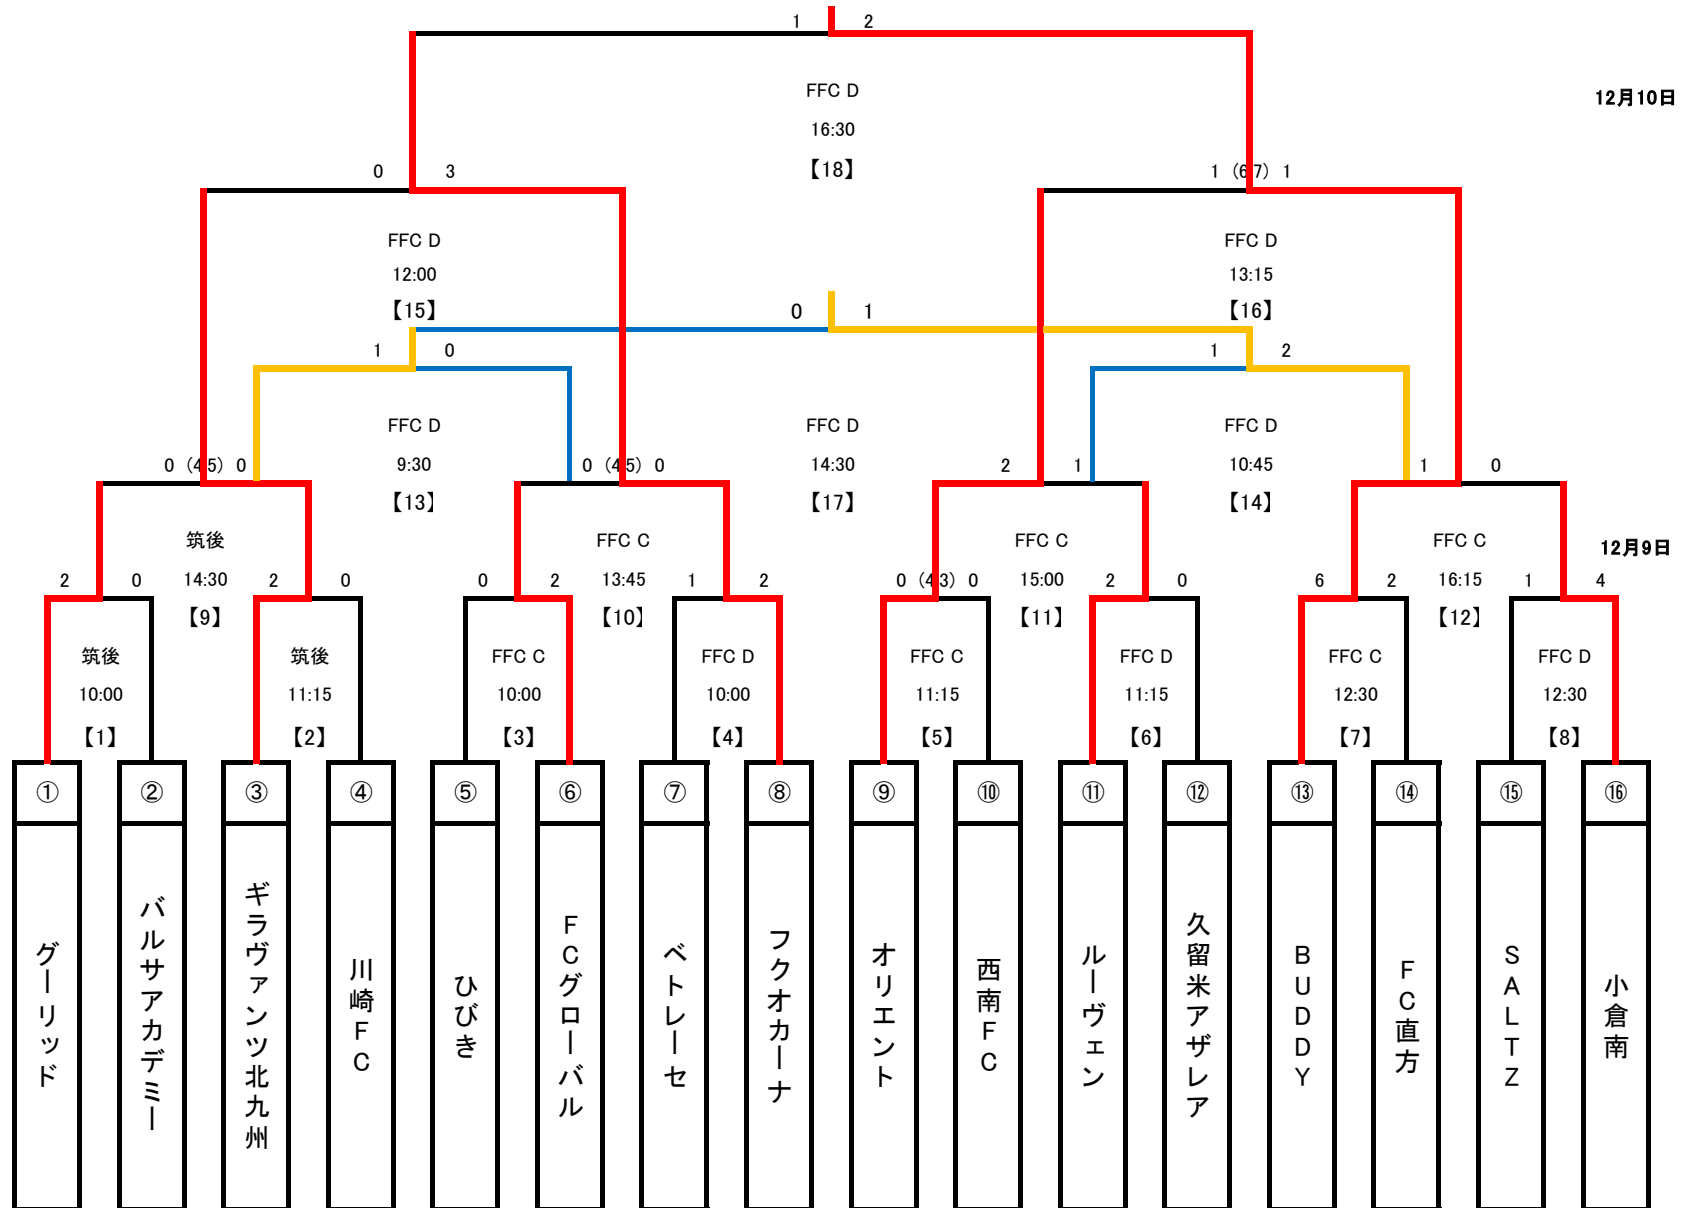 1 2
FFC D
16:30
【18】
12月10日
0 3
1 (6 7) 1
FFC D
12:00
【15】
FFC D
13:15
【16】
0 1
1 0
1 2
FFC D
9:30
【13】
FFC D
14:30
【17】
FFC D
10:45
【14】
0 (4 5) 0
0 (4 5) 0
2 1
1 0
筑後
14:30
【9】
FFC C
13:45
【10】
FFC C
15:00
【11】
FFC C
16:15
【12】
12月9日
2 0
2 0
0 2
1 2
0 (4 3) 0
2 0
6 2
1 4
筑後
10:00
【1】
筑後
11:15
【2】
FFC C
10:00
【3】
FFC D
10:00
【4】
FFC C
11:15
【5】
FFC D
11:15
【6】
FFC C
12:30
【7】
FFC D
12:30
【8】
① グーリッド
② バルサアカデミー
③ ギラヴァンツ北九州
④ 川崎FC
⑤ ひびき
⑥ FCグローバル
⑦ ベトレーセ
⑧ フクオカーナ
⑨ オリエント
⑩ 西南FC
⑪ ルーヴェン
⑫ 久留米アザレア
⑬ BUDDY
⑭ FC直方
⑮ SALTZ
⑯ 小倉南